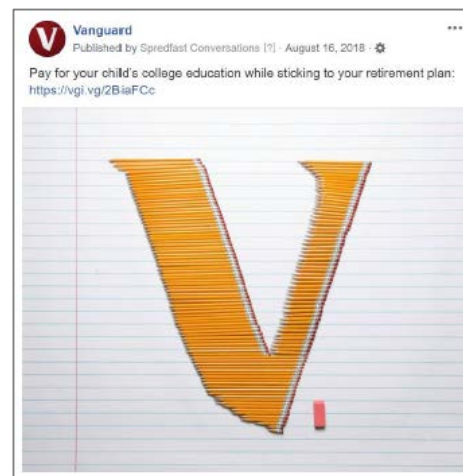 Vanguard
Published by Spredfast Conversations [?] · August 16, 2018 ·
Pay for your child's college education while sticking to your retirement plan:
https://vgi.vg/2BiaFCc
V